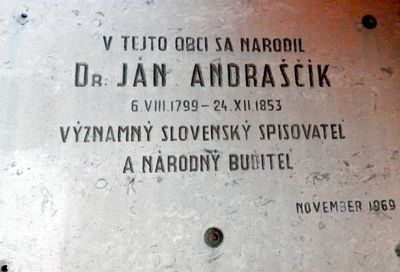 V TEJTO OBCI SA NARODIL
DR. JÁN ANDRAŠČÍK
6.VIII.1799 – 24.XII.1853
VÝZNAMNÝ SLOVENSKÝ SPISOVATEĽ
A NÁRODNÝ BUDITEĽ
NOVEMBER 1969